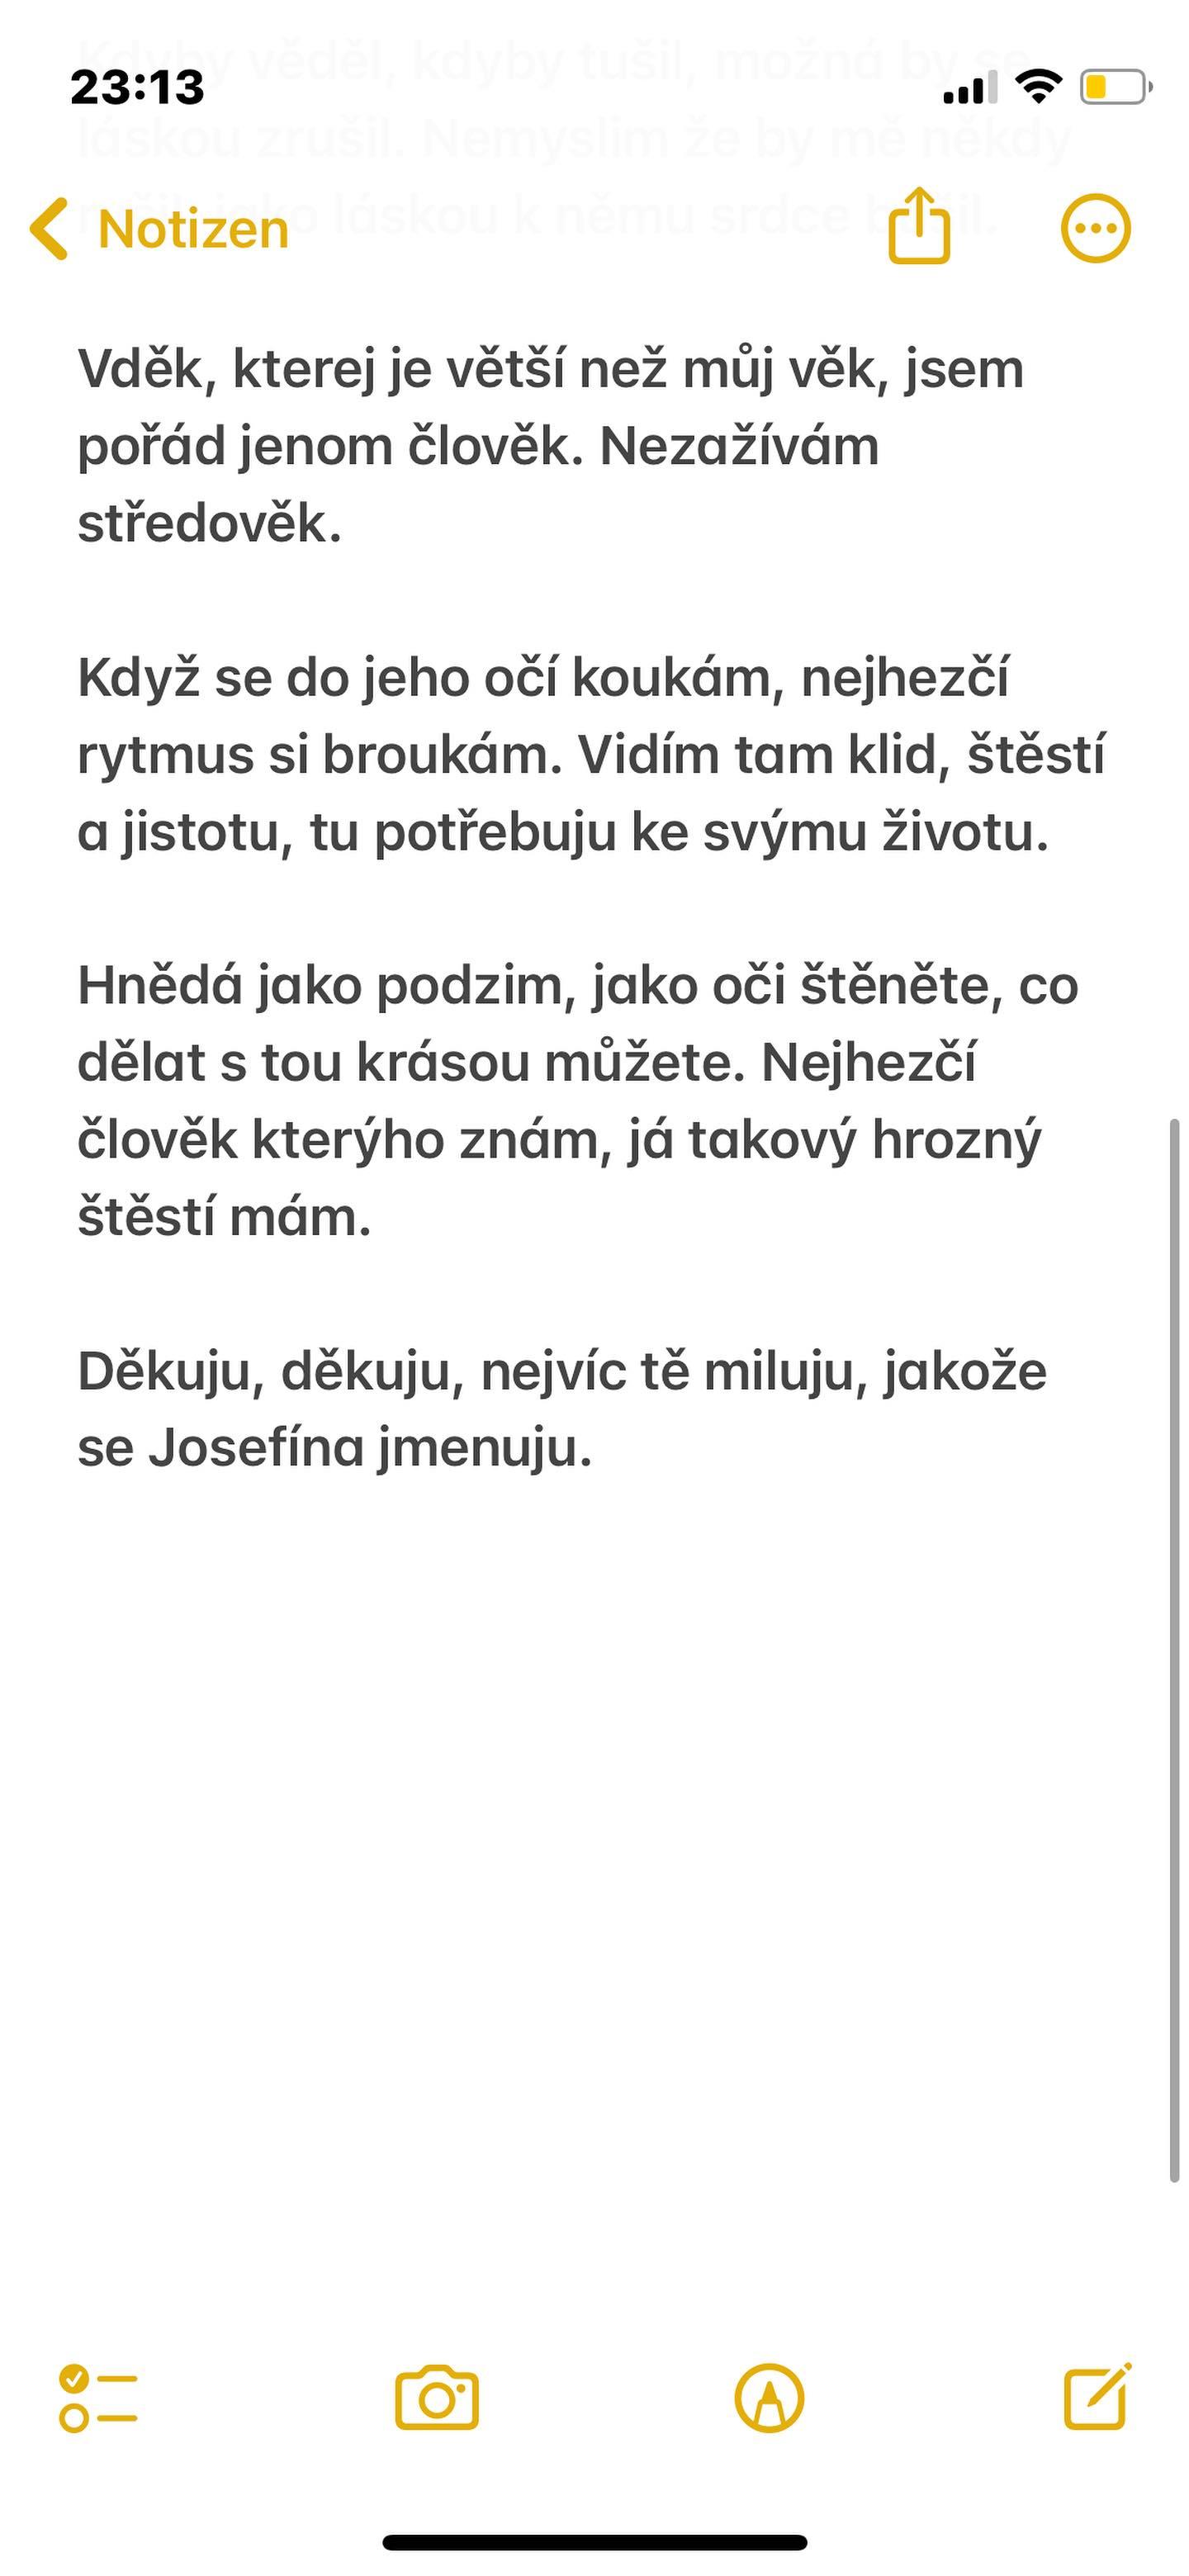 Kdyby věděl, kdyby tušil, možná by se
23:13
láskou zrušil. Nemyslim že by mě někdy
láskou k němu srdce bušil.
Notizen
Vděk, kterej je větší než můj věk, jsem
pořád jenom člověk. Nezažívám
středověk.
Když se do jeho očí koukám, nejhezčí
rytmus si broukám. Vidím tam klid, štěstí
a jistotu, tu potřebuju ke svýmu životu.
Hnědá jako podzim, jako oči štěněte, co
dělat s tou krásou můžete. Nejhezčí
člověk kterýho znám, já takový hrozný
štěstí mám.
Děkuju, děkuju, nejvíc tě miluju, jakože
se Josefína jmenuju.